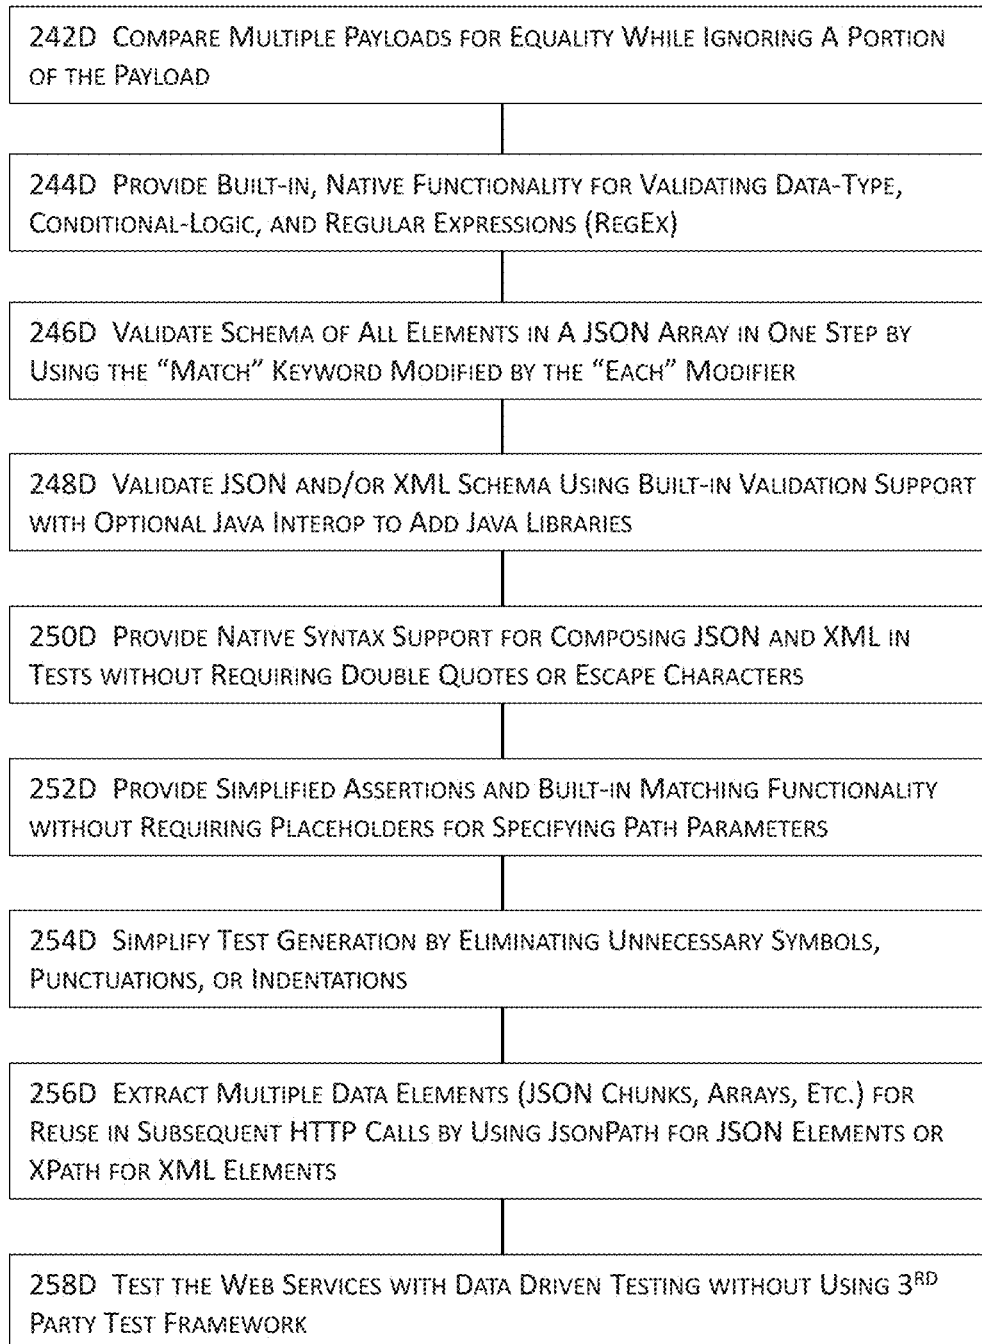 242D Compare Multiple Payloads for Equality While Ignoring A Portion
of the Payload
244D Provide Built-in, Native Functionality for Validating Data-Type,
Conditional-Logic, and Regular Expressions (RegEx)
246D Validate Schema of All Elements in A JSON Array in One Step by
Using the “Match” Keyword Modified by the “Each” Modifier
248D Validate JSON and/or XML Schema Using Built-in Validation Support
with Optional Java Interop to Add Java Libraries
250D Provide Native Syntax Support for Composing JSON and XML in
Tests without Requiring Double Quotes or Escape Characters
252D Provide Simplified Assertions and Built-in Matching Functionality
without Requiring Placeholders for Specifying Path Parameters
254D Simplify Test Generation by Eliminating Unnecessary Symbols,
Punctuations, or Indentations
256D Extract Multiple Data Elements (JSON Chunks, Arrays, Etc.) for
Reuse in Subsequent HTTP Calls by Using JsonPath for JSON Elements or
XPath for XML Elements
258D Test the Web Services with Data Driven Testing without Using 3RD
Party Test Framework